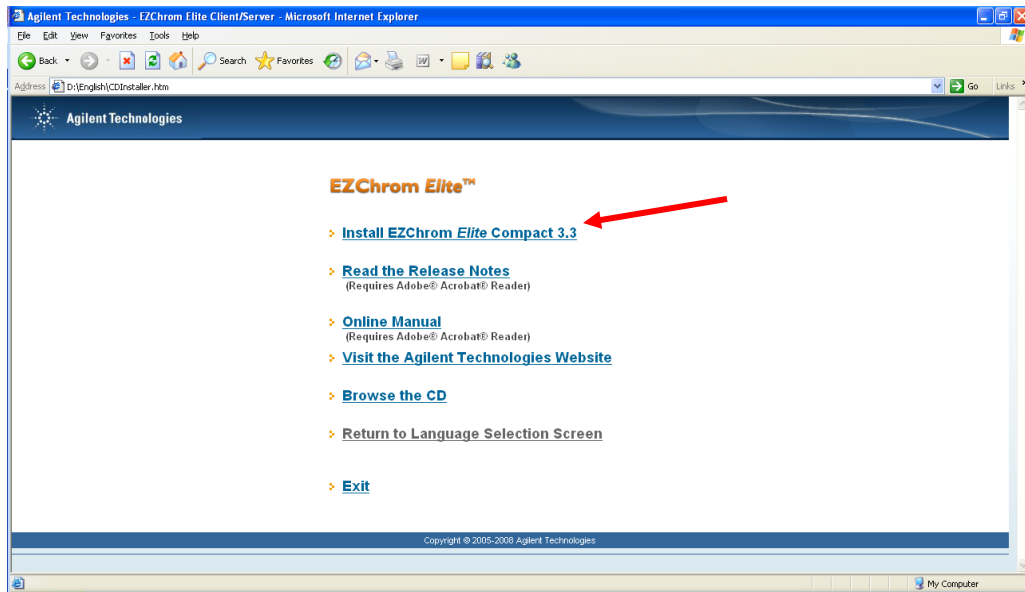 Agilent Technologies - EZChrom Elite Client/Server - Microsoft Internet Explorer
File Edit View Favorites Tools Help
Back Search Favorites
Address D:\English\CDInstaller.htm Go Links
Agilent Technologies
EZChrom Elite™
Install EZChrom Elite Compact 3.3
Read the Release Notes
(Requires Adobe® Acrobat® Reader)
Online Manual
(Requires Adobe® Acrobat® Reader)
Visit the Agilent Technologies Website
Browse the CD
Return to Language Selection Screen
Exit
Copyright © 2005-2008 Agilent Technologies
My Computer